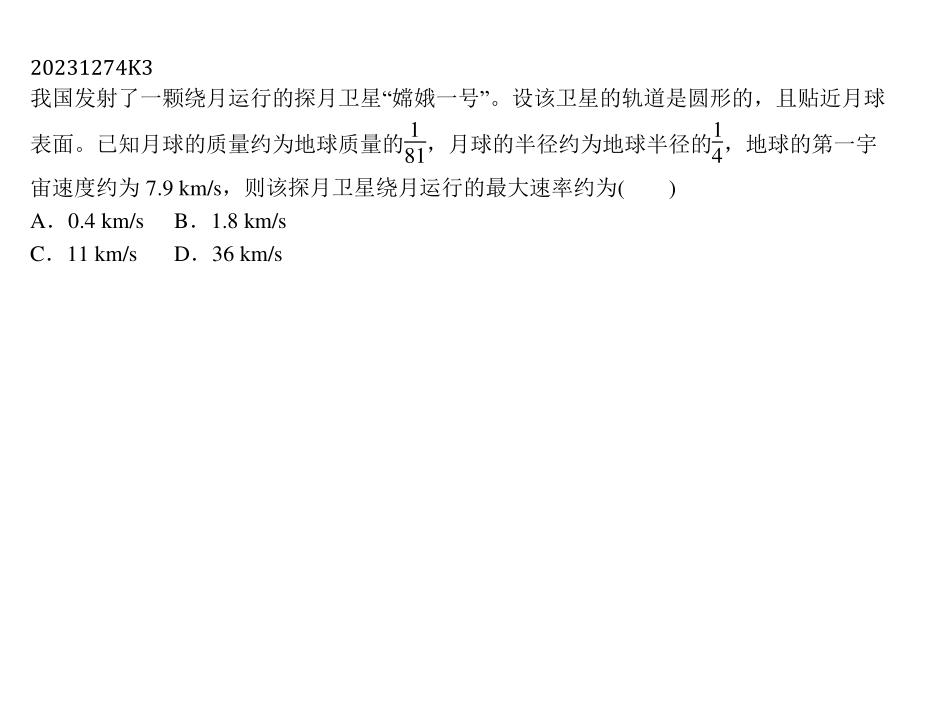 20231274K3
我国发射了一颗绕月运行的探月卫星“嫦娥一号”。设该卫星的轨道是圆形的，且贴近月球
表面。已知月球的质量约为地球质量的1/81，月球的半径约为地球半径的1/4，地球的第一宇
宙速度约为 7.9 km/s，则该探月卫星绕月运行的最大速率约为(　　)
A．0.4 km/s　B．1.8 km/s
C．11 km/s　D．36 km/s